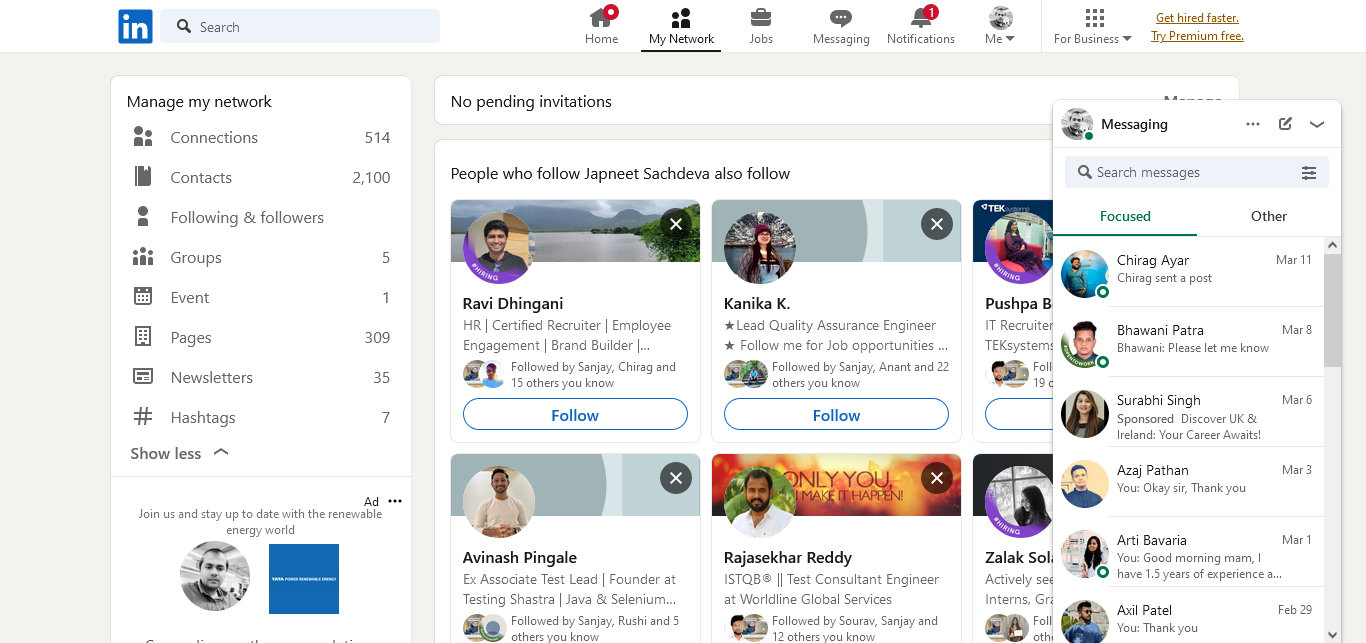 in
Search
Home
My Network
Jobs
Messaging
1
Notifications
Me
For Business
Get hired faster.
Try Premium free.
Manage my network
Connections 514
Contacts 2,100
Following & followers
Groups 5
Event 1
Pages 309
Newsletters 35
Hashtags 7
Show less
Ad
Join us and stay up to date with the renewable
energy world
TATA POWER RENEWABLE ENERGY
No pending invitations
Manage
People who follow Japneet Sachdeva also follow
#HIRING
Ravi Dhingani
HR | Certified Recruiter | Employee
Engagement | Brand Builder |...
Followed by Sanjay, Chirag and
15 others you know
Follow
Kanika K.
★Lead Quality Assurance Engineer
★ Follow me for Job opportunities ...
Followed by Sanjay, Anant and 22
others you know
Follow
TEKsystems
#HIRING
Pushpa B
IT Recruiter
TEKsystems
Foll
19 o
Avinash Pingale
Ex Associate Test Lead | Founder at
Testing Shastra | Java & Selenium...
Followed by Sanjay, Rushi and 5
others you know
ONLY YOU,
MAKE IT HAPPEN!
Rajasekhar Reddy
ISTQB® || Test Consultant Engineer
at Worldline Global Services
Followed by Sourav, Sanjay and
12 others you know
#HIRING
Zalak Sola
Actively see
Interns, Gra
Messaging
Search messages
Focused
Other
Chirag Ayar Mar 11
Chirag sent a post
#OPENTOWORK
Bhawani Patra Mar 8
Bhawani: Please let me know
Surabhi Singh Mar 6
Sponsored Discover UK &
Ireland: Your Career Awaits!
Azaj Pathan Mar 3
You: Okay sir, Thank you
Arti Bavaria Mar 1
You: Good morning mam, I
have 1.5 years of experience a...
Axil Patel Feb 29
You: Thank you